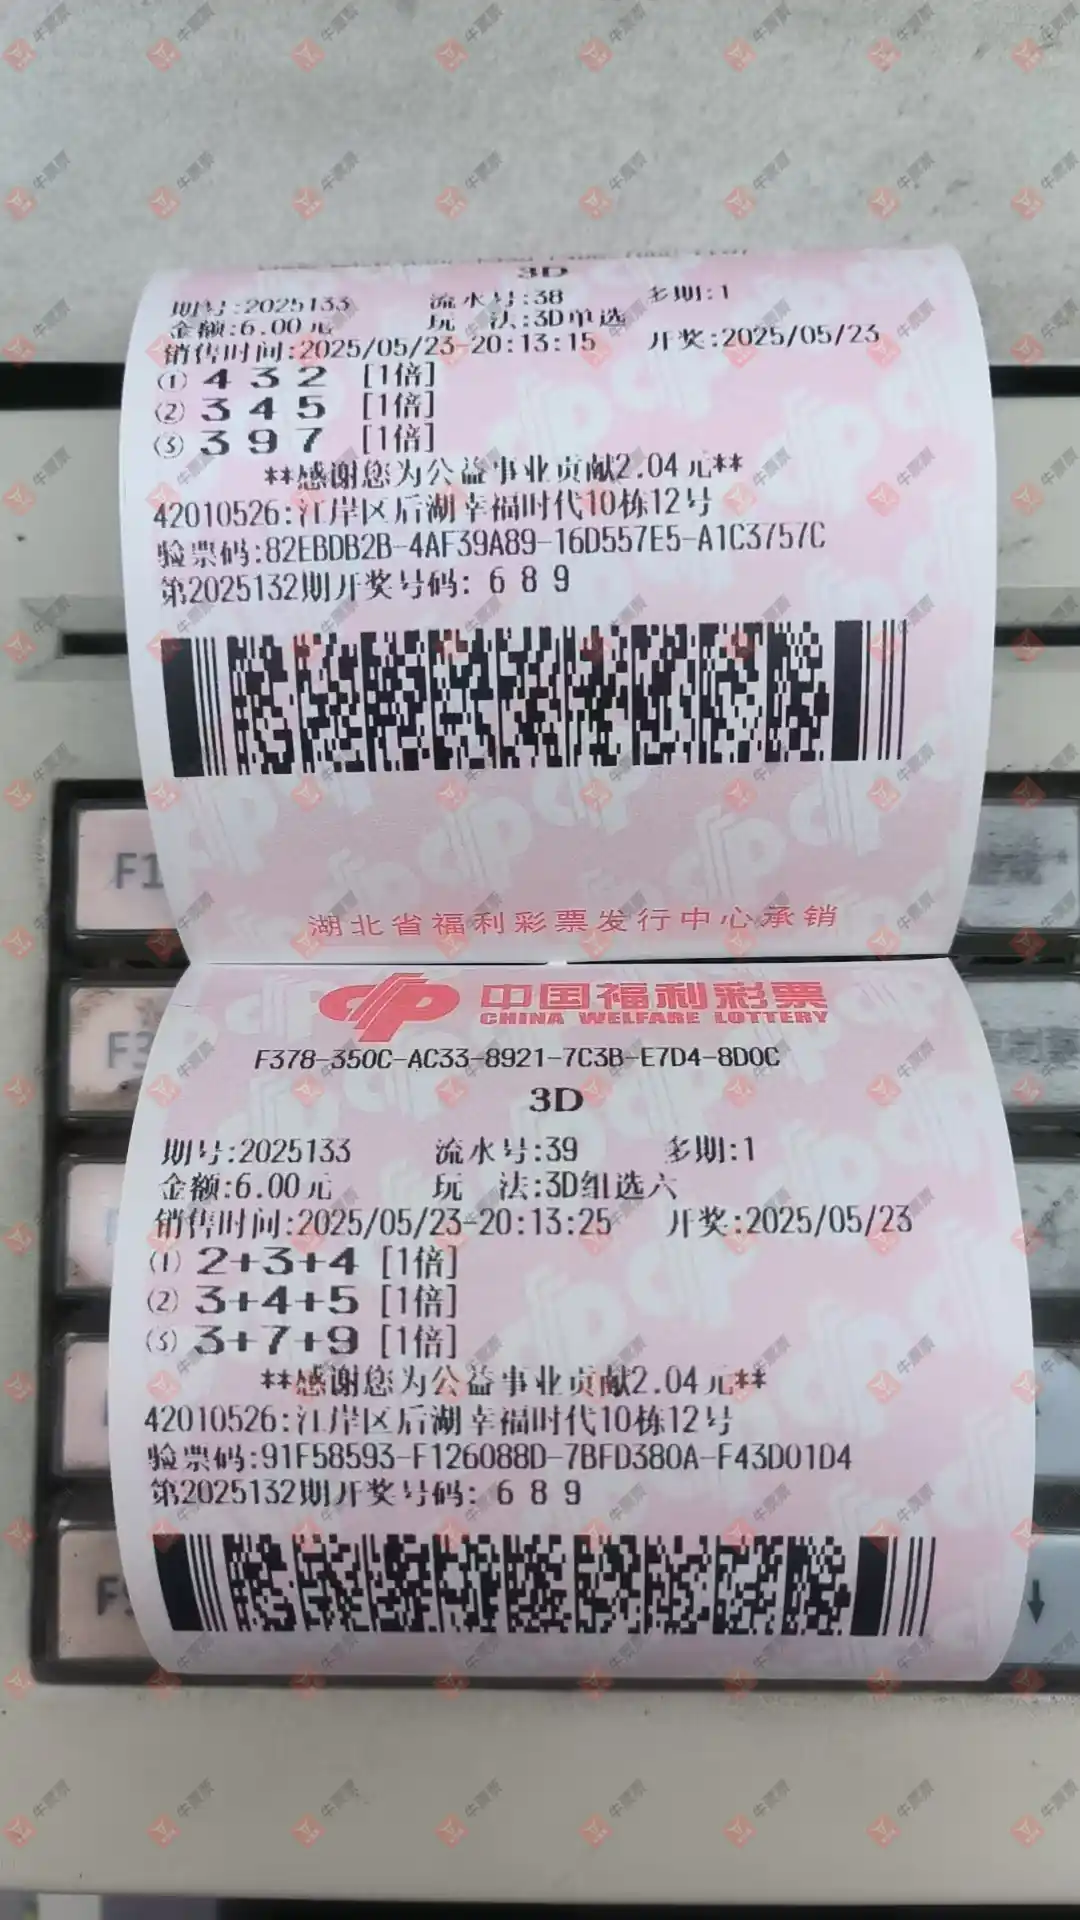 3D
期号:2025133 流水号:38 多期:1
金额:6.00元 玩 法:3D单选
销售时间:2025/05/23-20:13:15 开奖:2025/05/23
① 4 3 2 [1倍]
② 3 4 5 [1倍]
③ 3 9 7 [1倍]
**感谢您为公益事业贡献2.04元**
42010526:江岸区后湖幸福时代10栋12号
验票码:82EBDB2B-4AF39A89-16D557E5-A1C3757C
第2025132期开奖号码: 6 8 9
F1
湖北省福利彩票发行中心承销
中国福利彩票
CHINA WELFARE LOTTERY
F3
F378-350C-AC33-8921-7C3B-E7D4-8D0C
3D
期号:2025133 流水号:39 多期:1
金额:6.00元 玩 法:3D组选六
销售时间:2025/05/23-20:13:25 开奖:2025/05/23
(1) 2+3+4 [1倍]
(2) 3+4+5 [1倍]
(3) 3+7+9 [1倍]
**感谢您为公益事业贡献2.04元**
42010526:江岸区后湖幸福时代10栋12号
验票码:91F58593-F126088D-7BFD380A-F43D01D4
第2025132期开奖号码: 6 8 9
牛票票